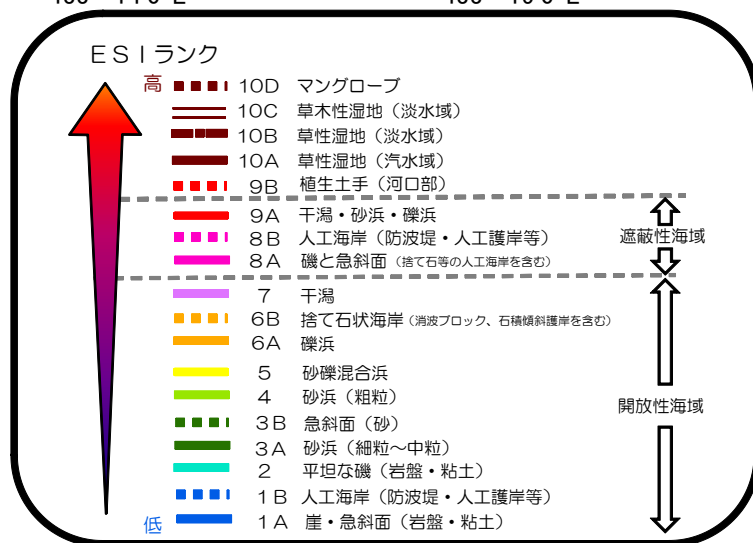 ESIランク
高
10D マングローブ
10C 草木性湿地（淡水域）
10B 草性湿地（淡水域）
10A 草性湿地（汽水域）
9B 植生土手（河口部）
9A 干潟・砂浜・礫浜
8B 人工海岸（防波堤・人工護岸等）
8A 磯と急斜面（捨て石等の人工海岸を含む）
遮蔽性海域
7 干潟
6B 捨て石状海岸（消波ブロック、石積傾斜護岸を含む）
6A 礫浜
5 砂礫混合浜
4 砂浜（粗粒）
3B 急斜面（砂）
3A 砂浜（細粒～中粒）
2 平坦な磯（岩盤・粘土）
1B 人工海岸（防波堤・人工護岸等）
1A 崖・急斜面（岩盤・粘土）
低
開放性海域